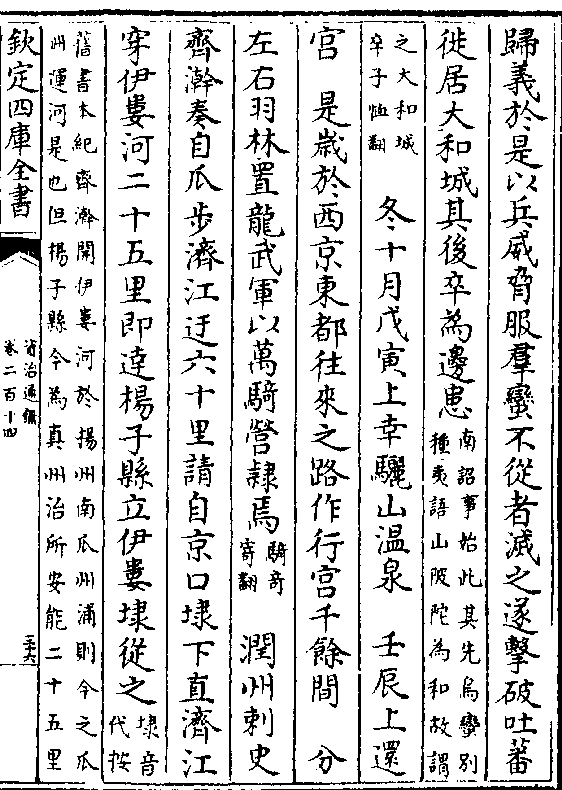 歸義於是以兵威脅服羣蠻不從者滅之遂擊破吐蕃
徙居大和城其後卒為邊患南詔事始此其先烏蠻别種夷語山陂陀為和故謂
之大和城卒子恤翻 冬十月戊寅上幸驪山温泉 壬辰上還
宫 是歲於西京東都往來之路作行宫千餘間 分
左右羽林置龍武軍以萬騎營隸焉騎奇寄翻 潤州刺史
齊澣奏自瓜步濟江迂六十里請自京口埭下直濟江
穿伊婁河二十五里即達揚子縣立伊婁埭從之埭音代按
舊書本紀齊澣開伊婁河於揚州南瓜州浦則今之瓜
州運河是也但揚子縣今為真州治所安能二十五里
欽定四庫全書
資治通鑑
卷二百十四
三十六